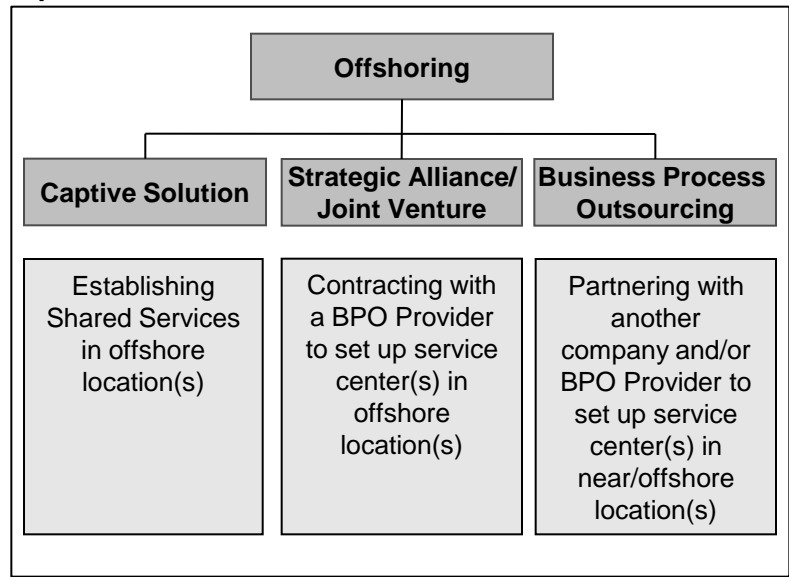 Offshoring
Captive Solution
Strategic Alliance/
Joint Venture
Business Process
Outsourcing
Establishing
Shared Services
in offshore
location(s)
Contracting with
a BPO Provider
to set up service
center(s) in
offshore
location(s)
Partnering with
another
company and/or
BPO Provider to
set up service
center(s) in
near/offshore
location(s)